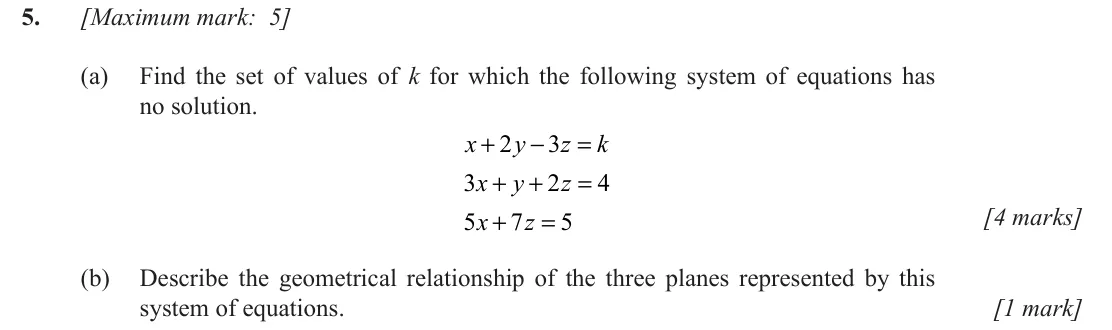 5. [Maximum mark: 5]
(a) Find the set of values of k for which the following system of equations has
no solution.
x + 2y − 3z = k
3x + y + 2z = 4
5x + 7z = 5
[4 marks]
(b) Describe the geometrical relationship of the three planes represented by this
system of equations. [1 mark]